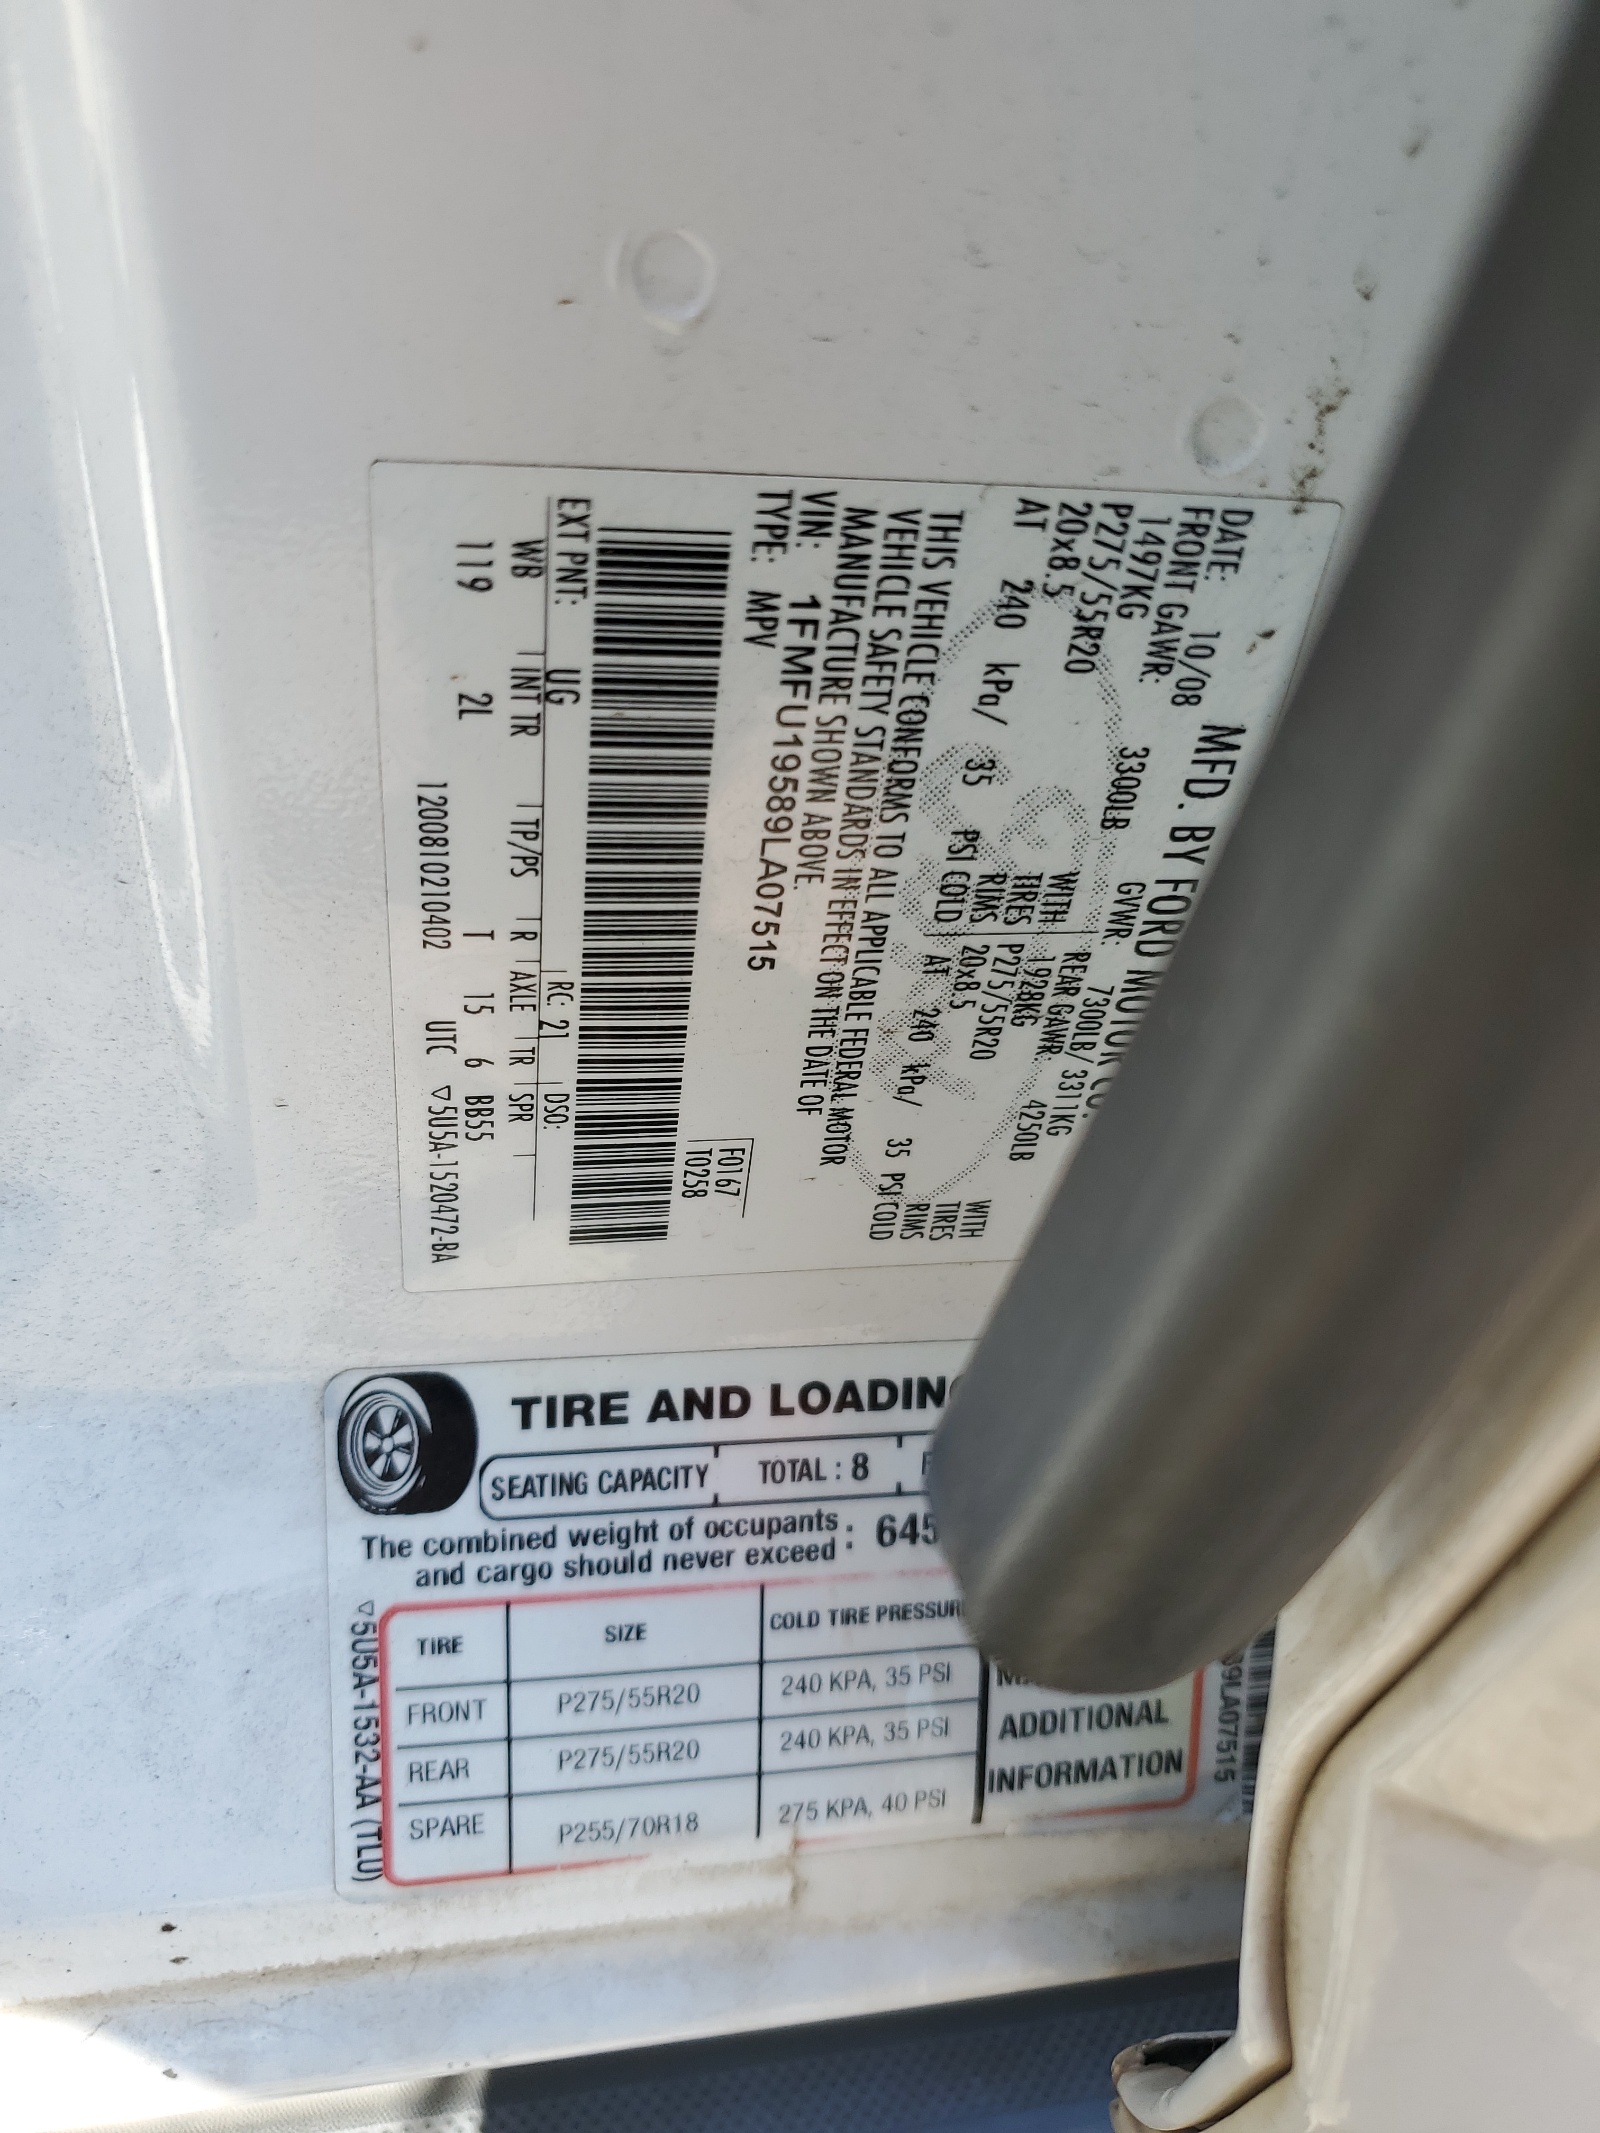 MFD. BY FORD MOTOR CO.
DATE: 10/08 GVWR: 7300LB/ 3311KG
FRONT GAWR: 3300LB REAR GAWR: 4250LB
1497KG WITH 1928KG WITH
P275/55R20 TIRES P275/55R20 TIRES
20x8.5 RIMS 20x8.5 RIMS
AT 240 kPa/ 35 PSI COLD AT 240 kPa/ 35 PSI COLD
THIS VEHICLE CONFORMS TO ALL APPLICABLE FEDERAL MOTOR
VEHICLE SAFETY STANDARDS IN EFFECT ON THE DATE OF
MANUFACTURE SHOWN ABOVE.
VIN: 1FMFU19589LA07515
TYPE: MPV
F0167
T0258
EXT PNT: UG RC: 21 DSO:
WB INT TR TP/PS R AXLE TR SPR
119 2L T 15 6 BB55
1200810210402 UTC ▽5U5A-1520472-BA
TIRE AND LOADIN
SEATING CAPACITY TOTAL : 8
The combined weight of occupants : 645
and cargo should never exceed :
TIRE SIZE COLD TIRE PRESSUR
FRONT P275/55R20 240 KPA, 35 PSI
REAR P275/55R20 240 KPA, 35 PSI
SPARE P255/70R18 275 KPA, 40 PSI
ADDITIONAL
INFORMATION
▽5U5A-1532-AA (TLU)
89LA07515